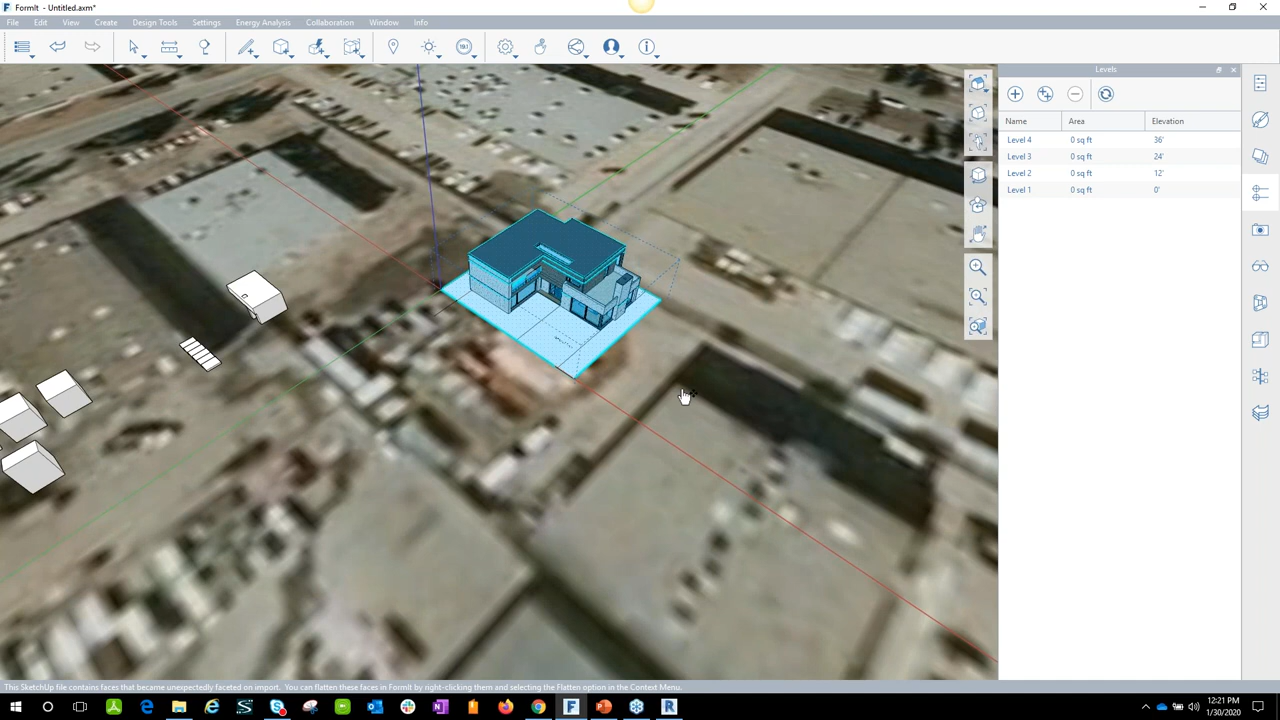 FormIt - Untitled.axm*
File Edit View Create Design Tools Settings Energy Analysis Collaboration Window Info
Levels
Name Area Elevation
Level 4 0 sq ft 36'
Level 3 0 sq ft 24'
Level 2 0 sq ft 12'
Level 1 0 sq ft 0'
This SketchUp file contains faces that became unexpectedly faceted on import. You can flatten these faces in FormIt by right-clicking them and selecting the Flatten option in the Context Menu.
12:21 PM
1/30/2020